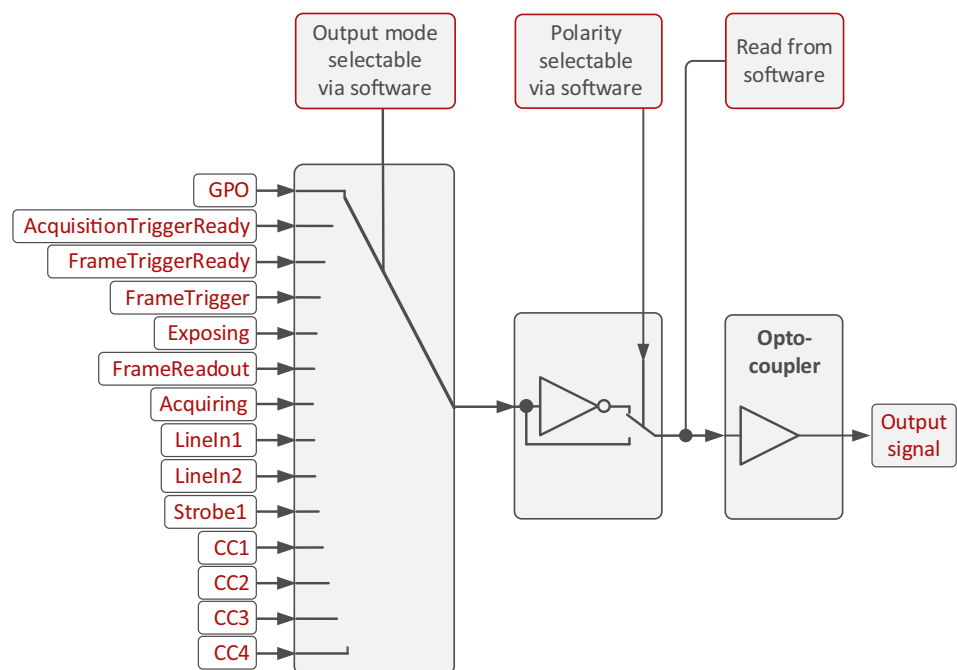 Output mode
selectable
via software
Polarity
selectable
via software
Read from
software
GPO
AcquisitionTriggerReady
FrameTriggerReady
FrameTrigger
Exposing
FrameReadout
Acquiring
LineIn1
LineIn2
Strobe1
CC1
CC2
CC3
CC4
Opto-
coupler
Output
signal